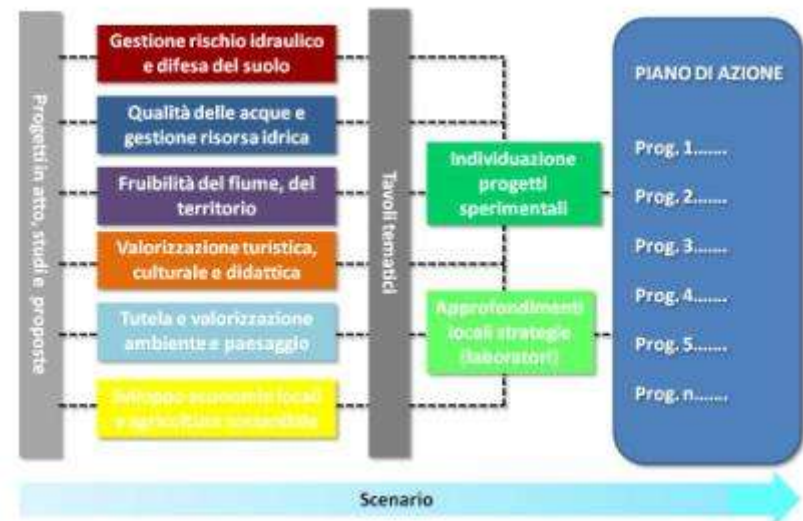 Progetti in atto, studi e proposte
Gestione rischio idraulico
e difesa del suolo
Qualità delle acque e
gestione risorsa idrica
Fruibilità del fiume, del
territorio
Valorizzazione turistica,
culturale e didattica
Tutela e valorizzazione
ambiente e paesaggio
Sviluppo economie locali
e agricoltura sostenibile
Tavoli tematici
Individuazione
progetti
sperimentali
Approfondimenti
locali strategie
(laboratori)
PIANO DI AZIONE
Prog. 1.......
Prog. 2.......
Prog. 3.......
Prog. 4.......
Prog. 5.......
Prog. n.......
Scenario